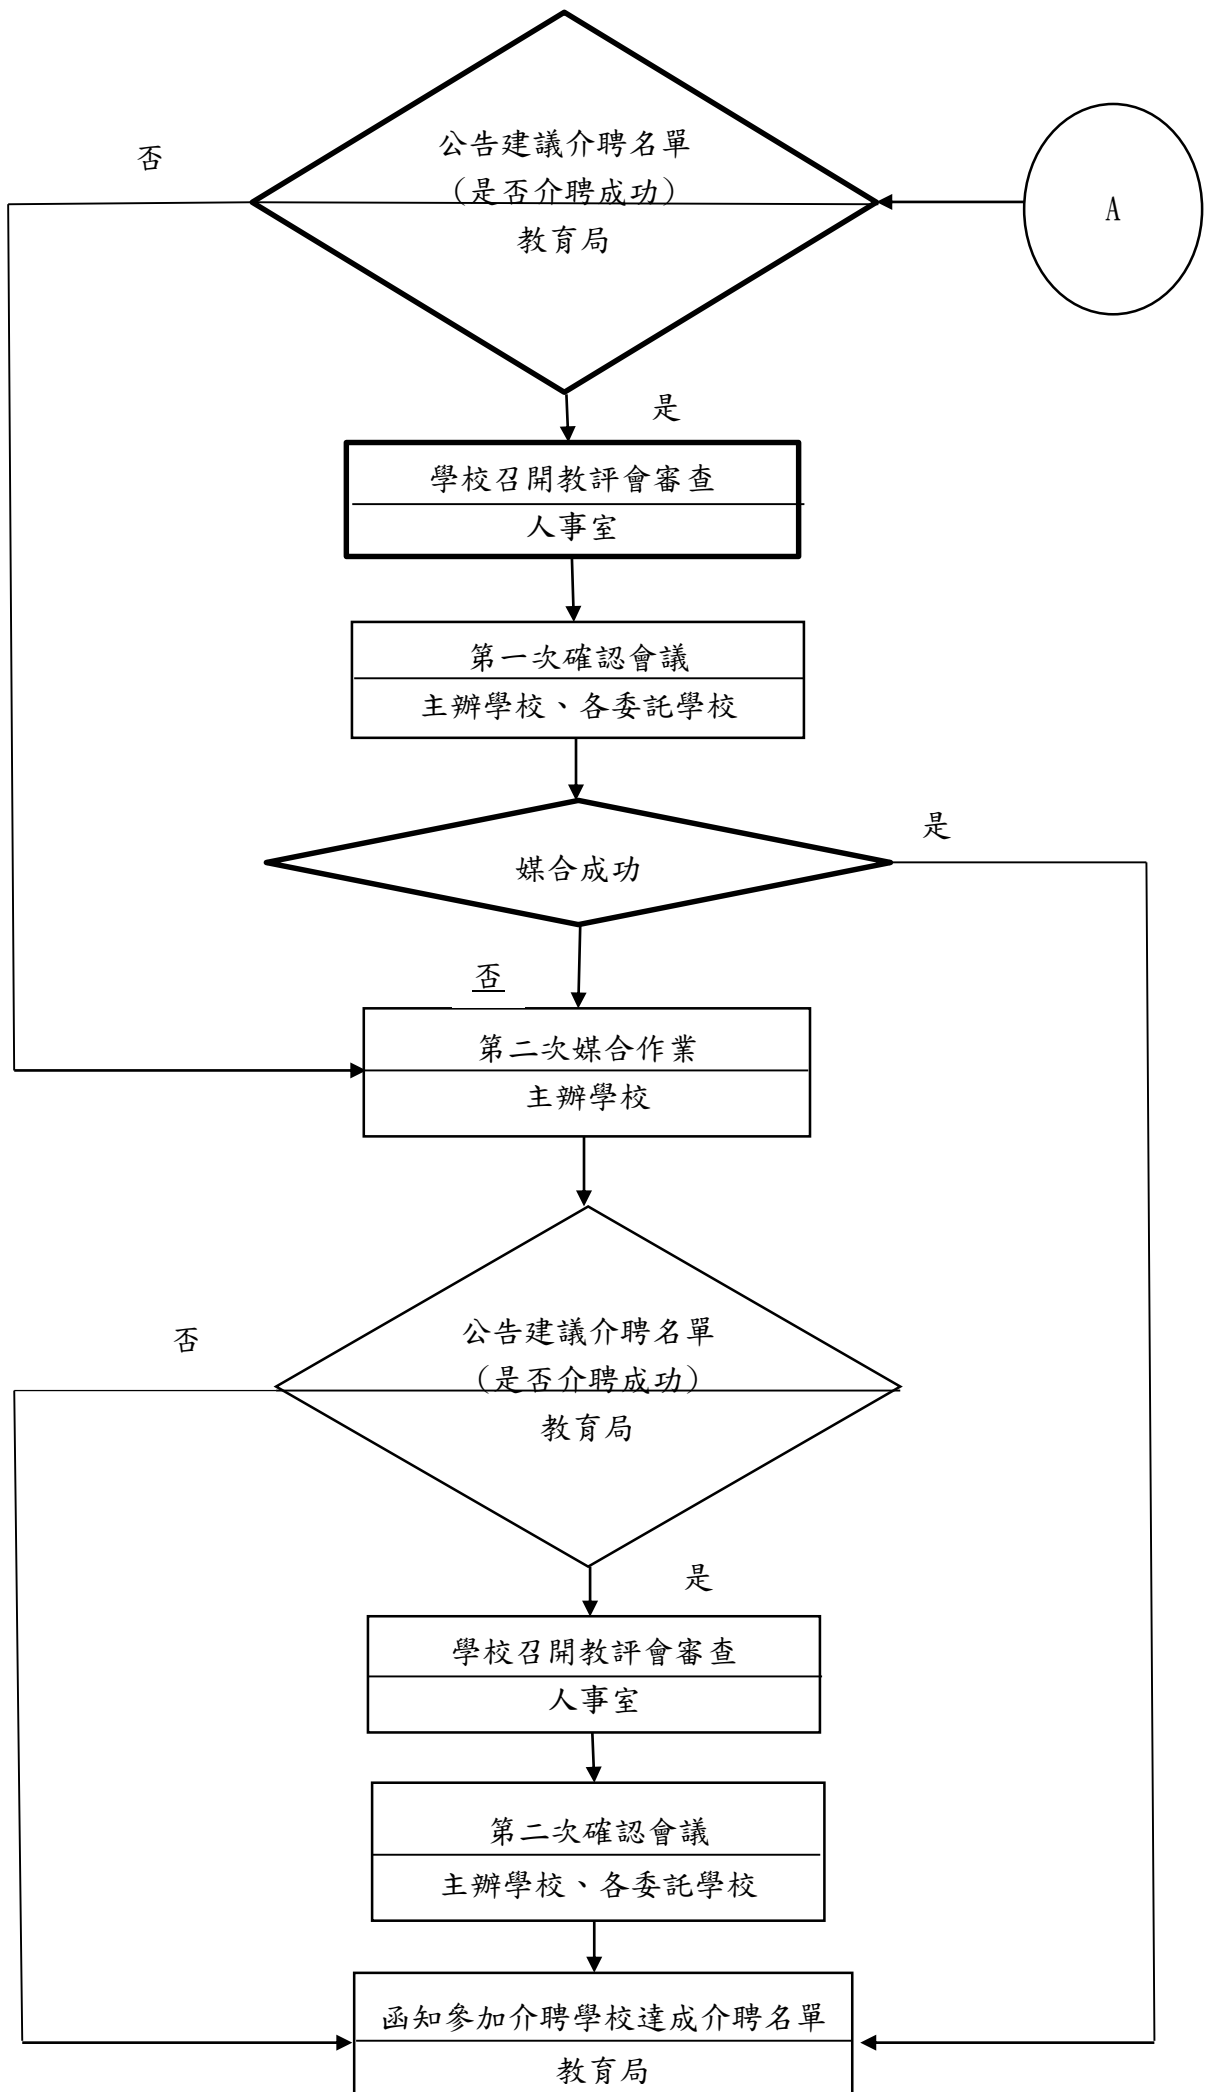 公告建議介聘名單
（是否介聘成功）
教育局
否
A
是
學校召開教評會審查
人事室
第一次確認會議
主辦學校、各委託學校
是
媒合成功
否
第二次媒合作業
主辦學校
公告建議介聘名單
（是否介聘成功）
教育局
否
是
學校召開教評會審查
人事室
第二次確認會議
主辦學校、各委託學校
函知參加介聘學校達成介聘名單
教育局